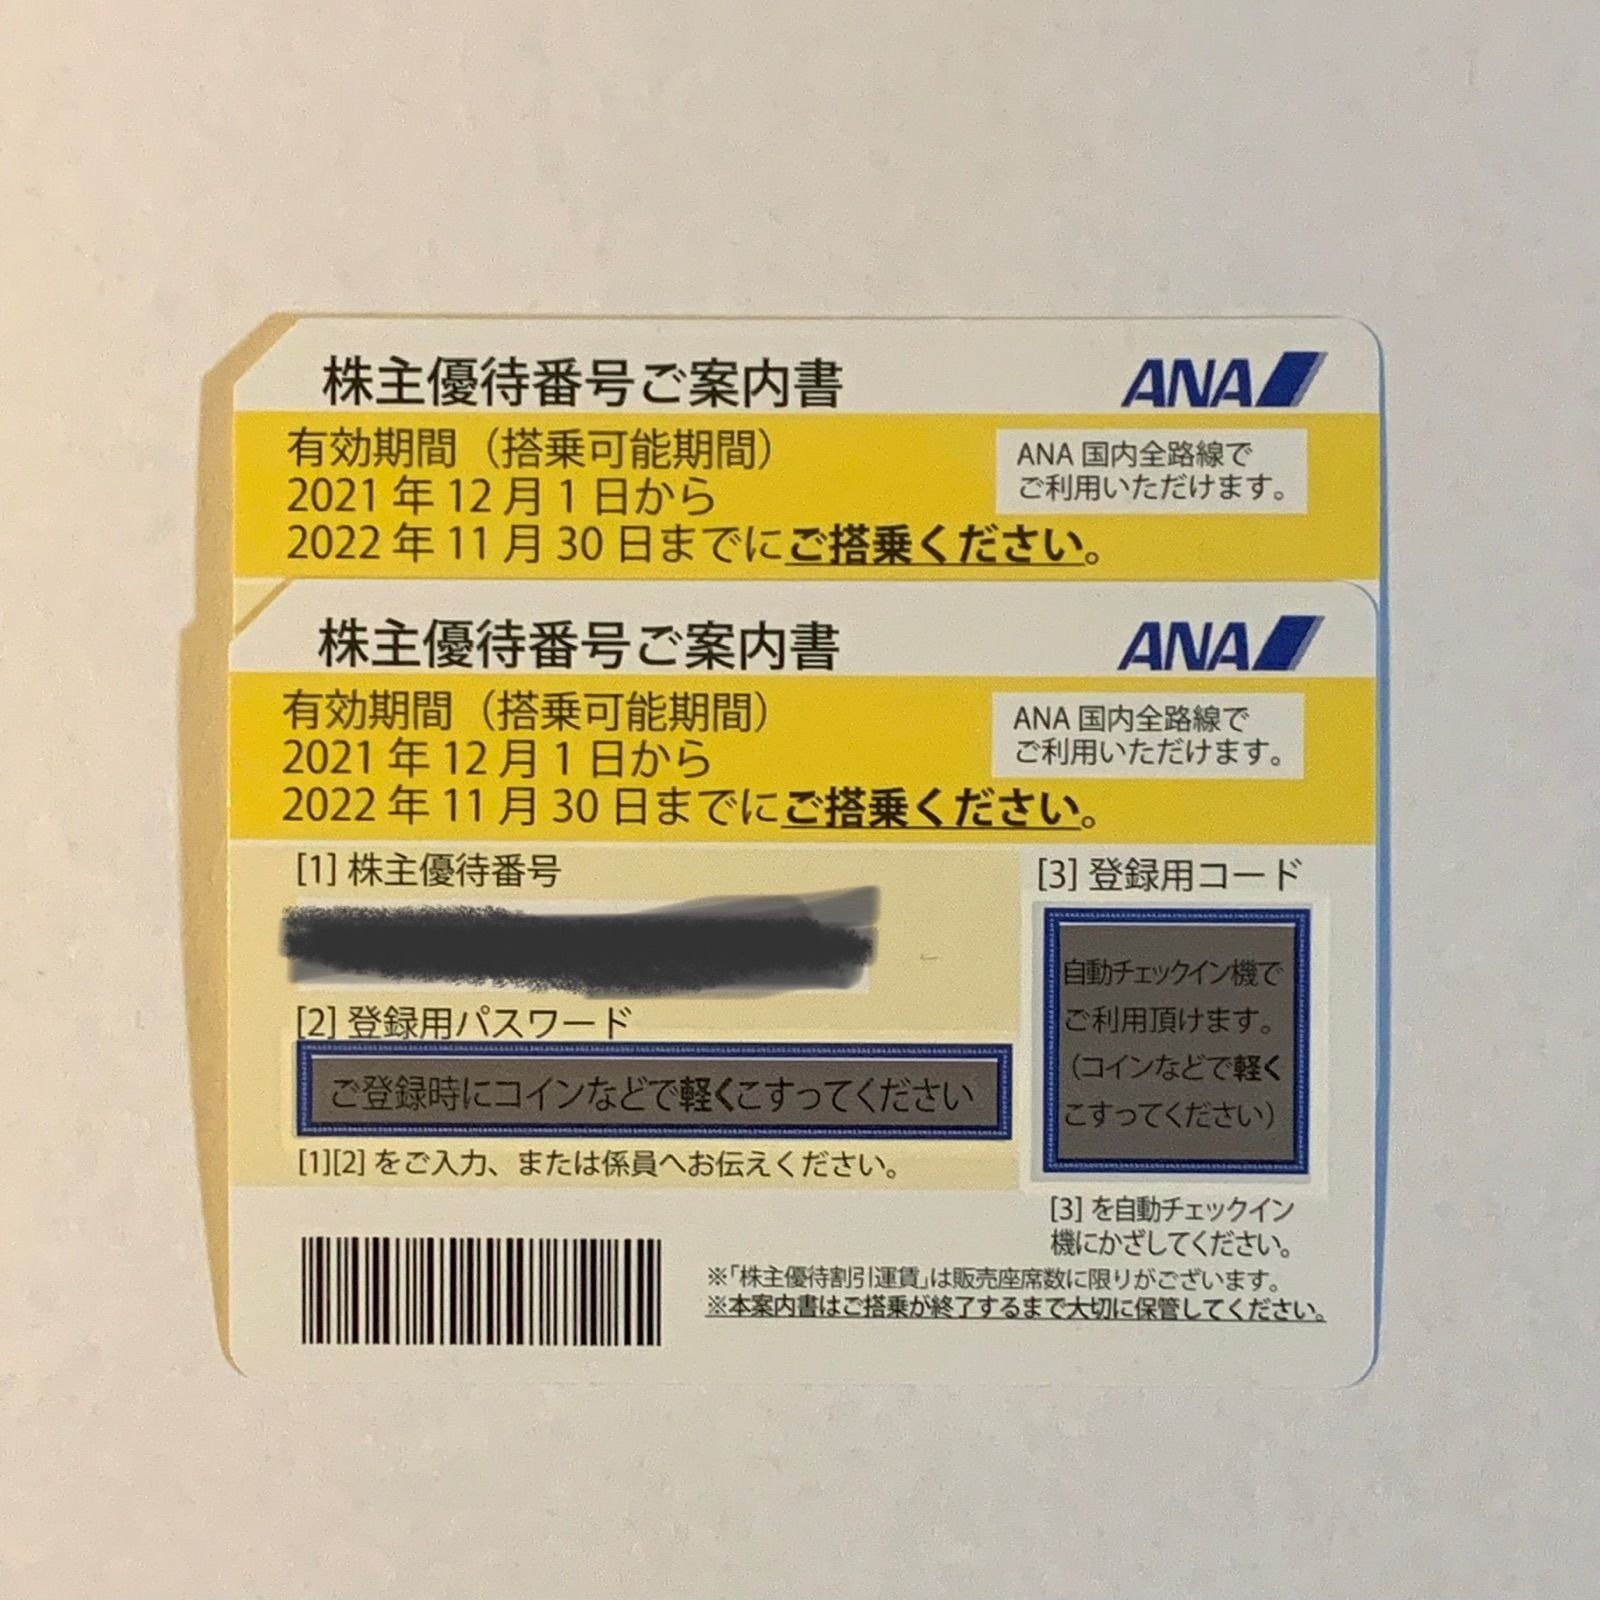 株主優待番号ご案内書
ANA
有効期間（搭乗可能期間）
2021 年 12 月 1 日から
2022 年 11 月 30 日までにご搭乗ください。
ANA 国内全路線で
ご利用いただけます。
株主優待番号ご案内書
ANA
有効期間（搭乗可能期間）
2021 年 12 月 1 日から
2022 年 11 月 30 日までにご搭乗ください。
ANA 国内全路線で
ご利用いただけます。
[1] 株主優待番号
[2] 登録用パスワード
ご登録時にコインなどで軽くこすってください
[1][2] をご入力、または係員へお伝えください。
[3] 登録用コード
自動チェックイン機で
ご利用頂けます。
（コインなどで軽く
こすってください）
[3] を自動チェックイン
機にかざしてください。
※「株主優待割引運賃」は販売座席数に限りがございます。
※本案内書はご搭乗が終了するまで大切に保管してください。